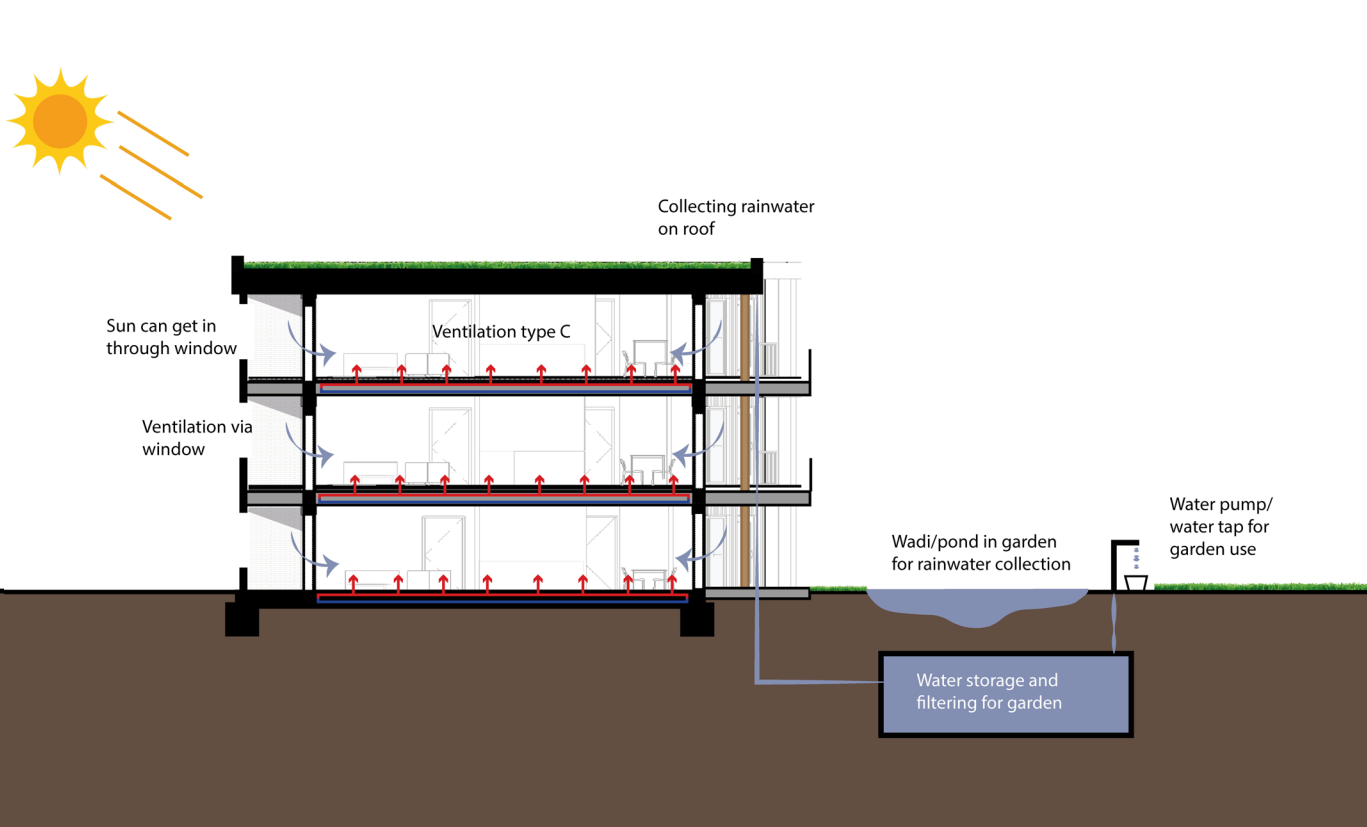 Collecting rainwater
on roof
Sun can get in
through window
Ventilation type C
Ventilation via
window
Water pump/
water tap for
garden use
Wadi/pond in garden
for rainwater collection
Water storage and
filtering for garden